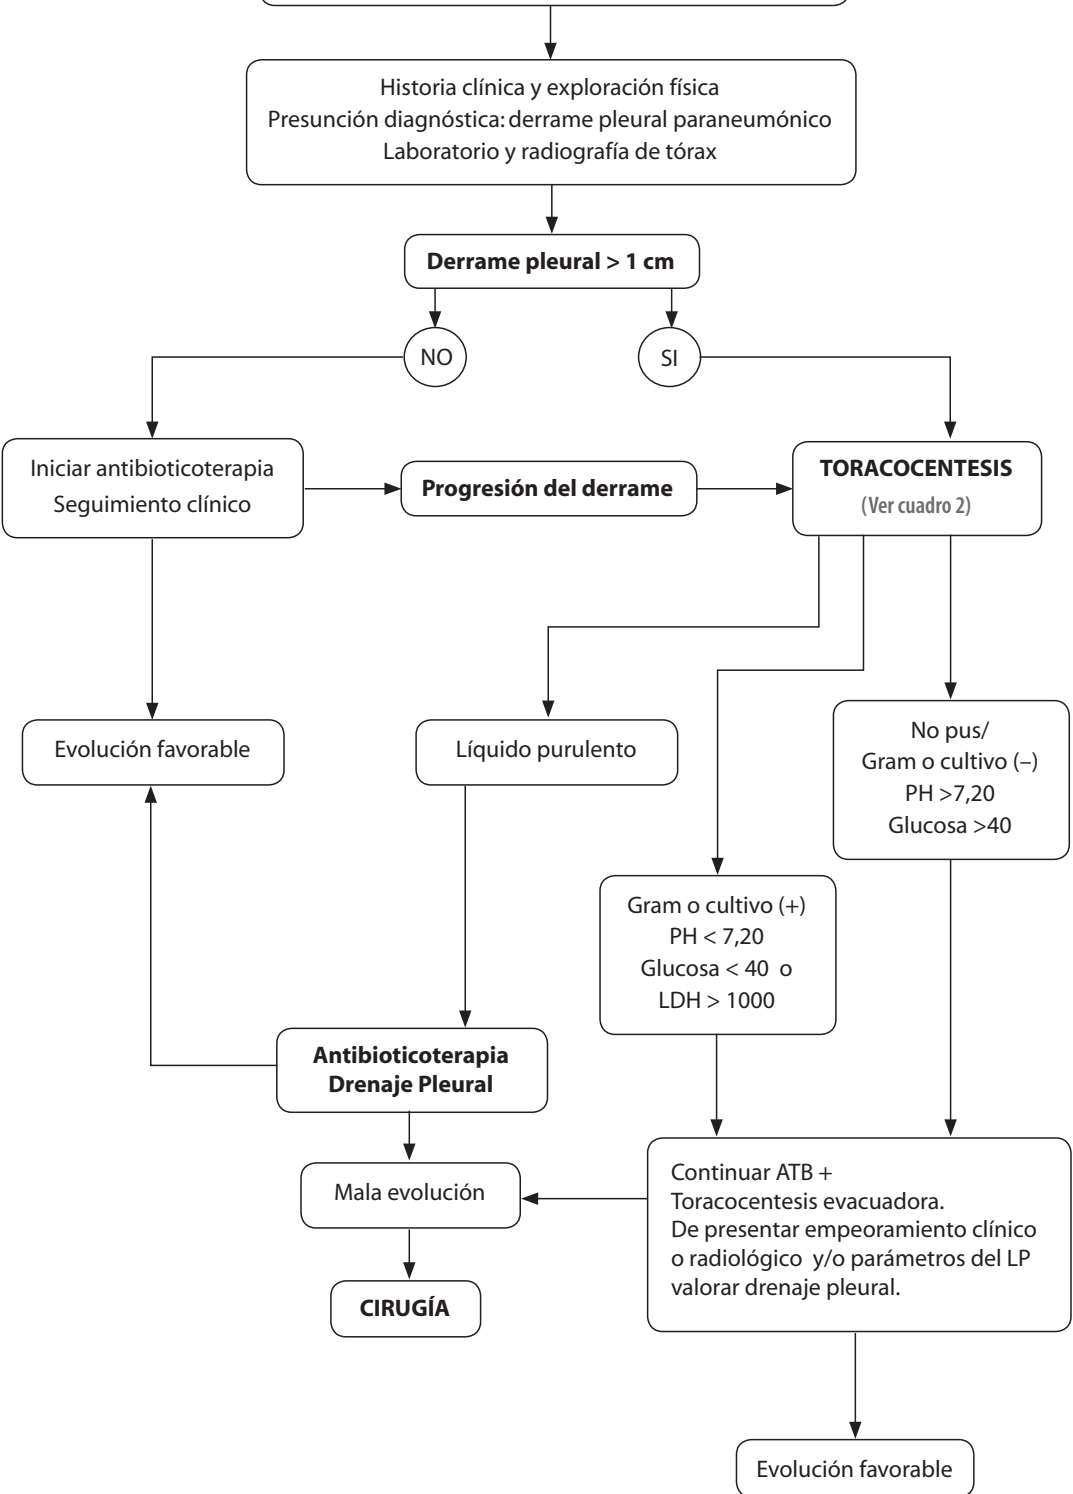 Historia clínica y exploración física
Presunción diagnóstica: derrame pleural paraneumónico
Laboratorio y radiografía de tórax
Derrame pleural > 1 cm
NO
SI
Iniciar antibioticoterapia
Seguimiento clínico
Progresión del derrame
TORACOCENTESIS
(Ver cuadro 2)
Evolución favorable
Líquido purulento
No pus/
Gram o cultivo (–)
PH >7,20
Glucosa >40
Gram o cultivo (+)
PH < 7,20
Glucosa < 40 o
LDH > 1000
Antibioticoterapia
Drenaje Pleural
Mala evolución
Continuar ATB +
Toracocentesis evacuadora.
De presentar empeoramiento clínico
o radiológico y/o parámetros del LP
valorar drenaje pleural.
CIRUGÍA
Evolución favorable